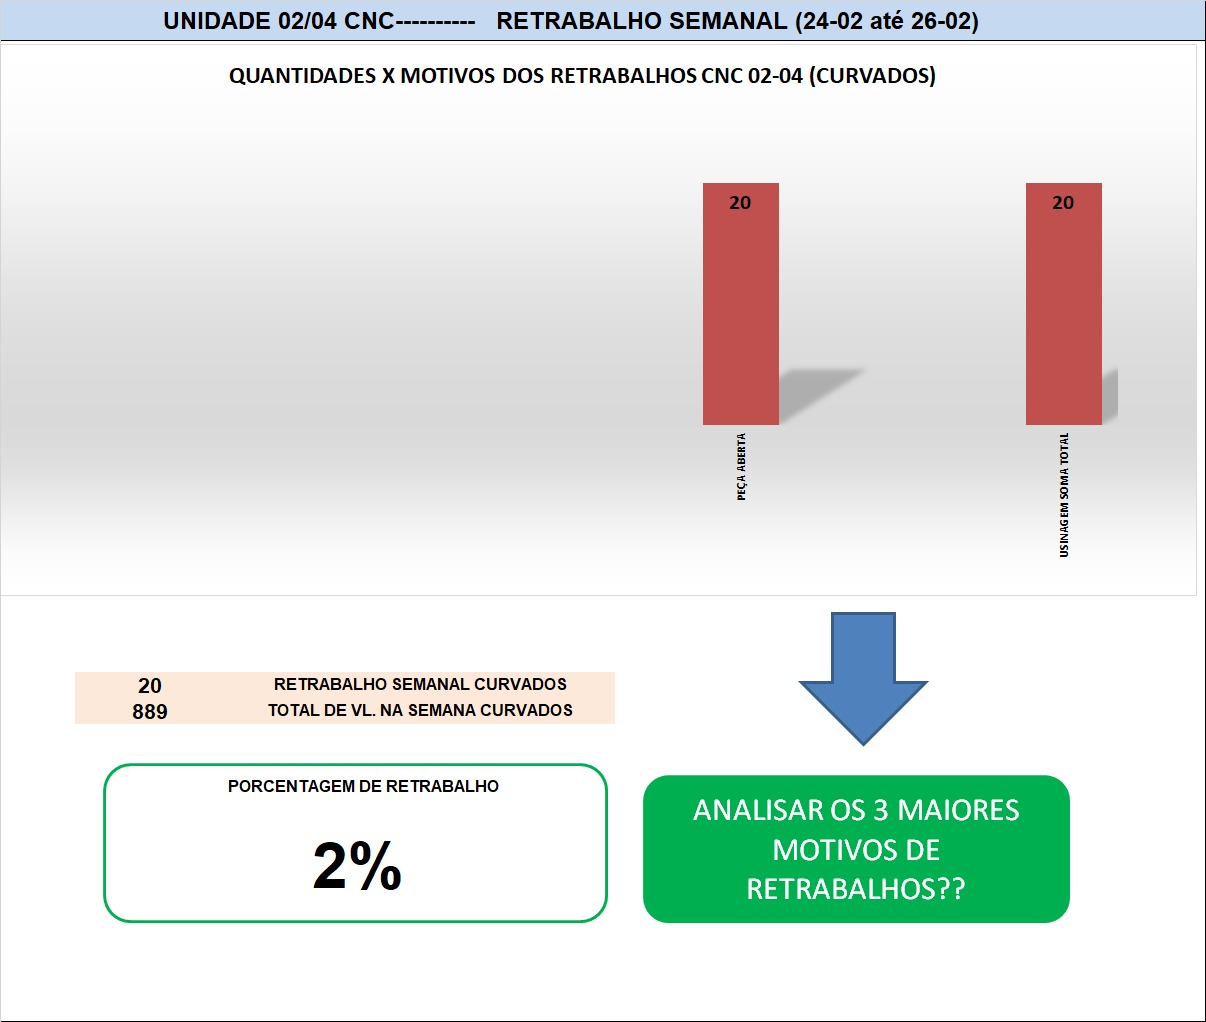 UNIDADE 02/04 CNC---------- RETRABALHO SEMANAL (24-02 até 26-02)
QUANTIDADES X MOTIVOS DOS RETRABALHOS CNC 02-04 (CURVADOS)
20
20
PEÇA ABERTA
USINAGEM SOMA TOTAL
20 RETRABALHO SEMANAL CURVADOS
889 TOTAL DE VL. NA SEMANA CURVADOS
PORCENTAGEM DE RETRABALHO
2%
ANALISAR OS 3 MAIORES
MOTIVOS DE
RETRABALHOS??